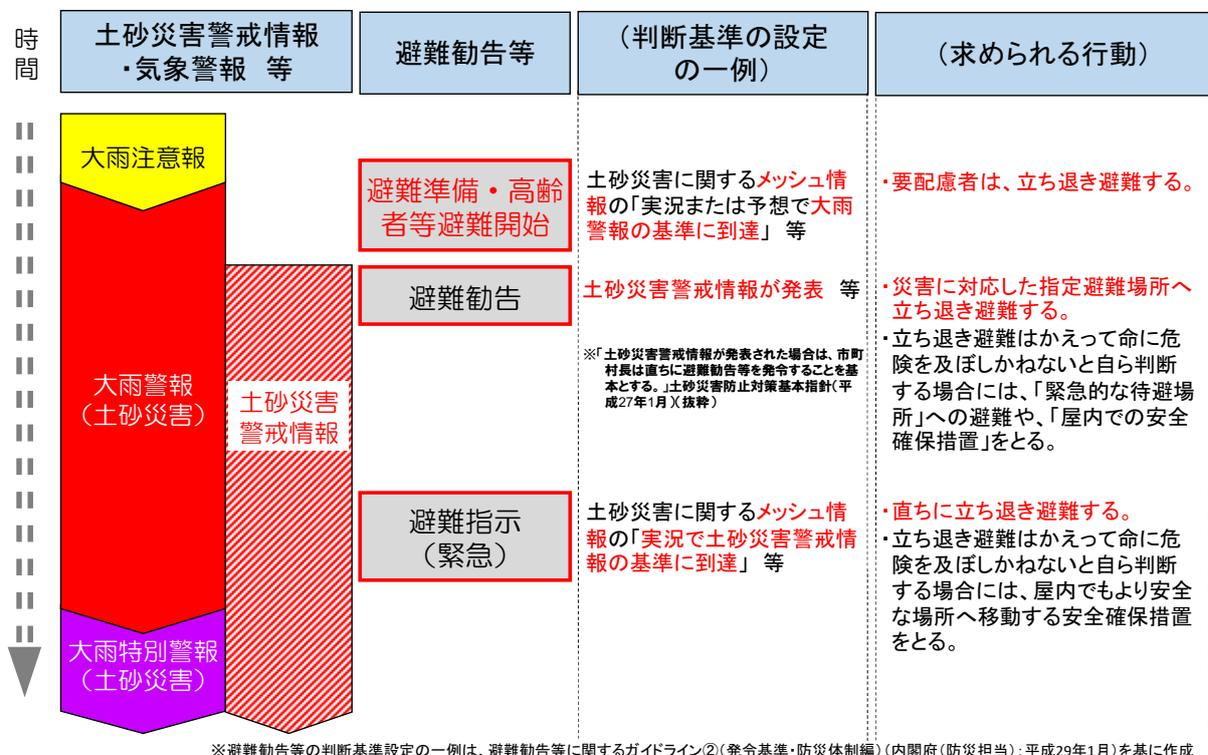 時
間
土砂災害警戒情報
・気象警報 等
避難勧告等
(判断基準の設定
の一例)
(求められる行動)
大雨注意報
大雨警報
(土砂災害)
大雨特別警報
(土砂災害)
土砂災害
警戒情報
避難準備・高齢
者等避難開始
土砂災害に関するメッシュ情
報の「実況または予想で大雨
警報の基準に到達」 等
・要配慮者は、立ち退き避難する。
避難勧告
土砂災害警戒情報が発表 等
※「土砂災害警戒情報が発表された場合は、市町
村長は直ちに避難勧告等を発令することを基
本とする。」土砂災害防止対策基本指針(平
成27年1月)(抜粋)
・災害に対応した指定避難場所へ
立ち退き避難する。
・立ち退き避難はかえって命に危
険を及ぼしかねないと自ら判断
する場合には、「緊急的な待避場
所」への避難や、「屋内での安全
確保措置」をとる。
避難指示
(緊急)
土砂災害に関するメッシュ情
報の「実況で土砂災害警戒情
報の基準に到達」 等
・直ちに立ち退き避難する。
・立ち退き避難はかえって命に危
険を及ぼしかねないと自ら判断
する場合には、屋内でもより安全
な場所へ移動する安全確保措置
をとる。
※避難勧告等の判断基準設定の一例は、避難勧告等に関するガイドライン②(発令基準・防災体制編)(内閣府(防災担当):平成29年1月)を基に作成